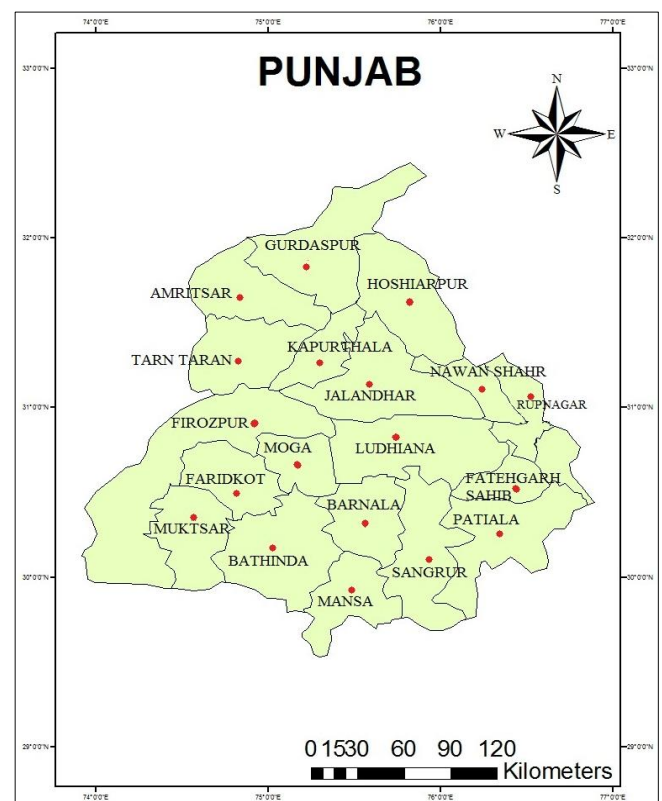 74°0'0"E 75°0'0"E 76°0'0"E 77°0'0"E
33°0'0"N 33°0'0"N
PUNJAB
N
W E
S
32°0'0"N 32°0'0"N
GURDASPUR
HOSHIARPUR
AMRITSAR
KAPURTHALA
TARN TARAN
NAWAN SHAHR
JALANDHAR
RUPNAGAR
31°0'0"N 31°0'0"N
FIROZPUR
MOGA
LUDHIANA
FARIDKOT
FATEHGARH
SAHIB
BARNALA
PATIALA
MUKTSAR
BATHINDA
SANGRUR
30°0'0"N 30°0'0"N
MANSA
29°0'0"N 29°0'0"N
0 15 30 60 90 120
Kilometers
74°0'0"E 75°0'0"E 76°0'0"E 77°0'0"E